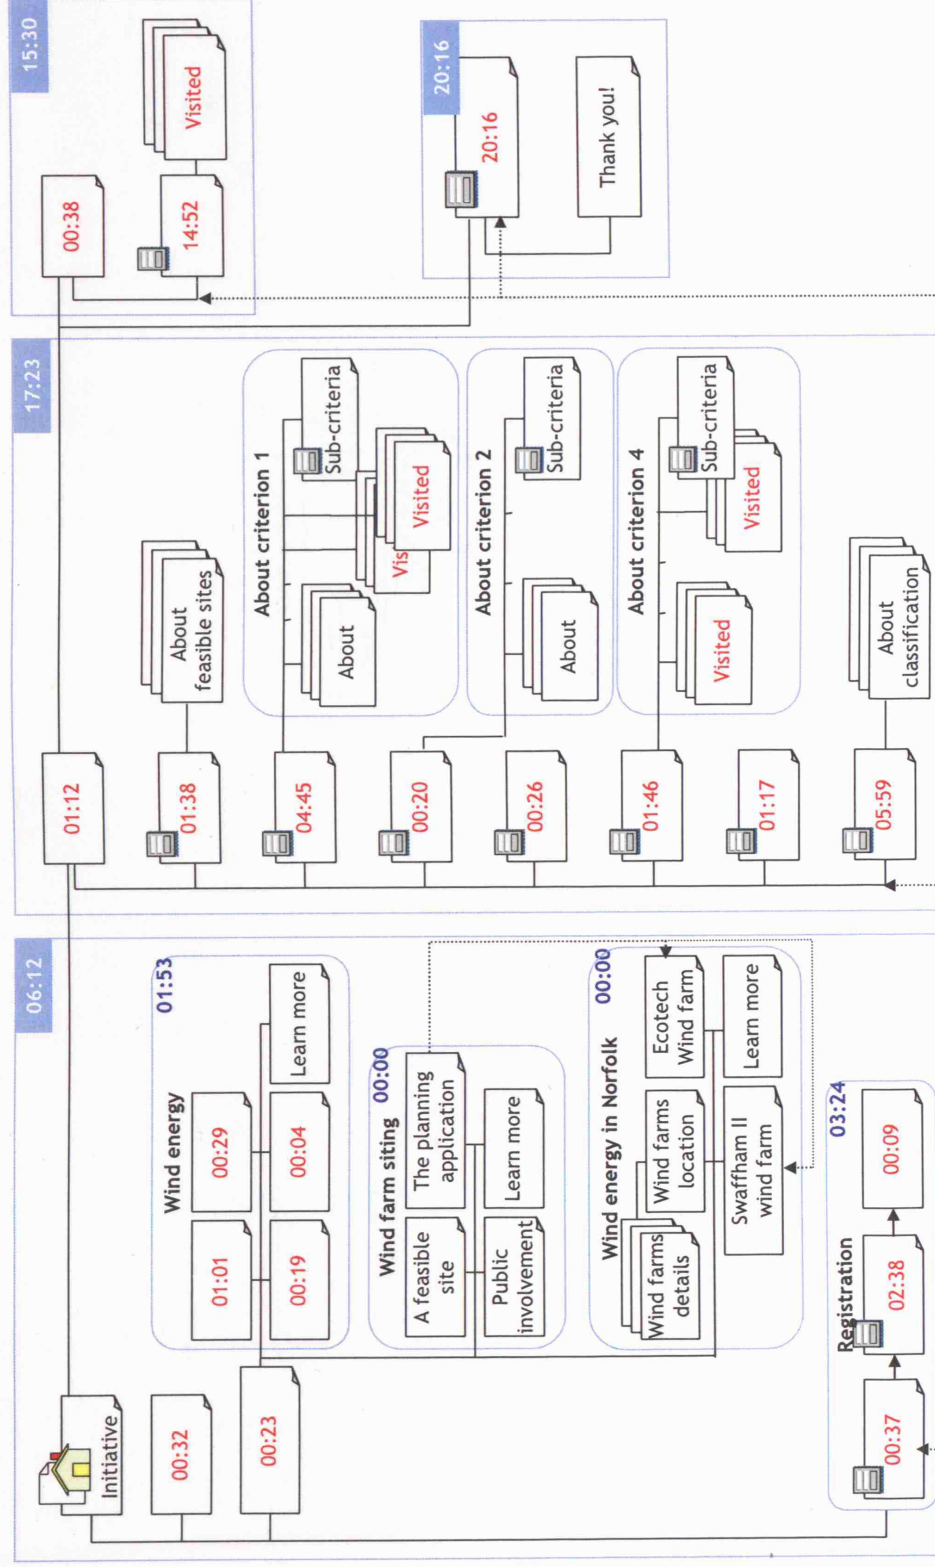 06:12
Initiative
00:32
00:23
01:53
Wind energy
01:01
00:29
00:19
00:04
Learn more
00:00
Wind farm siting
A feasible
site
The planning
application
Public
involvement
Learn more
00:00
Wind energy in Norfolk
Wind farms
details
Wind farms
location
Ecotech
Wind farm
Swaffham II
wind farm
Learn more
03:24
Registration
00:37
02:38
00:09
17:23
01:12
01:38
About
feasible sites
04:45
About criterion 1
About
Vis
Visited
Sub-criteria
00:20
About criterion 2
About
Sub-criteria
00:26
01:46
About criterion 4
Visited
Visited
Sub-criteria
01:17
05:59
About
classification
15:30
00:38
14:52
Visited
20:16
20:16
Thank you!